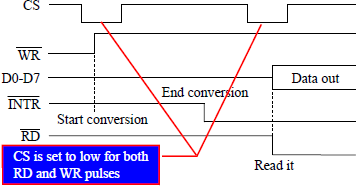 CS
WR
D0-D7
Data out
End conversion
INTR
Start conversion
RD
CS is set to low for both
RD and WR pulses
Read it